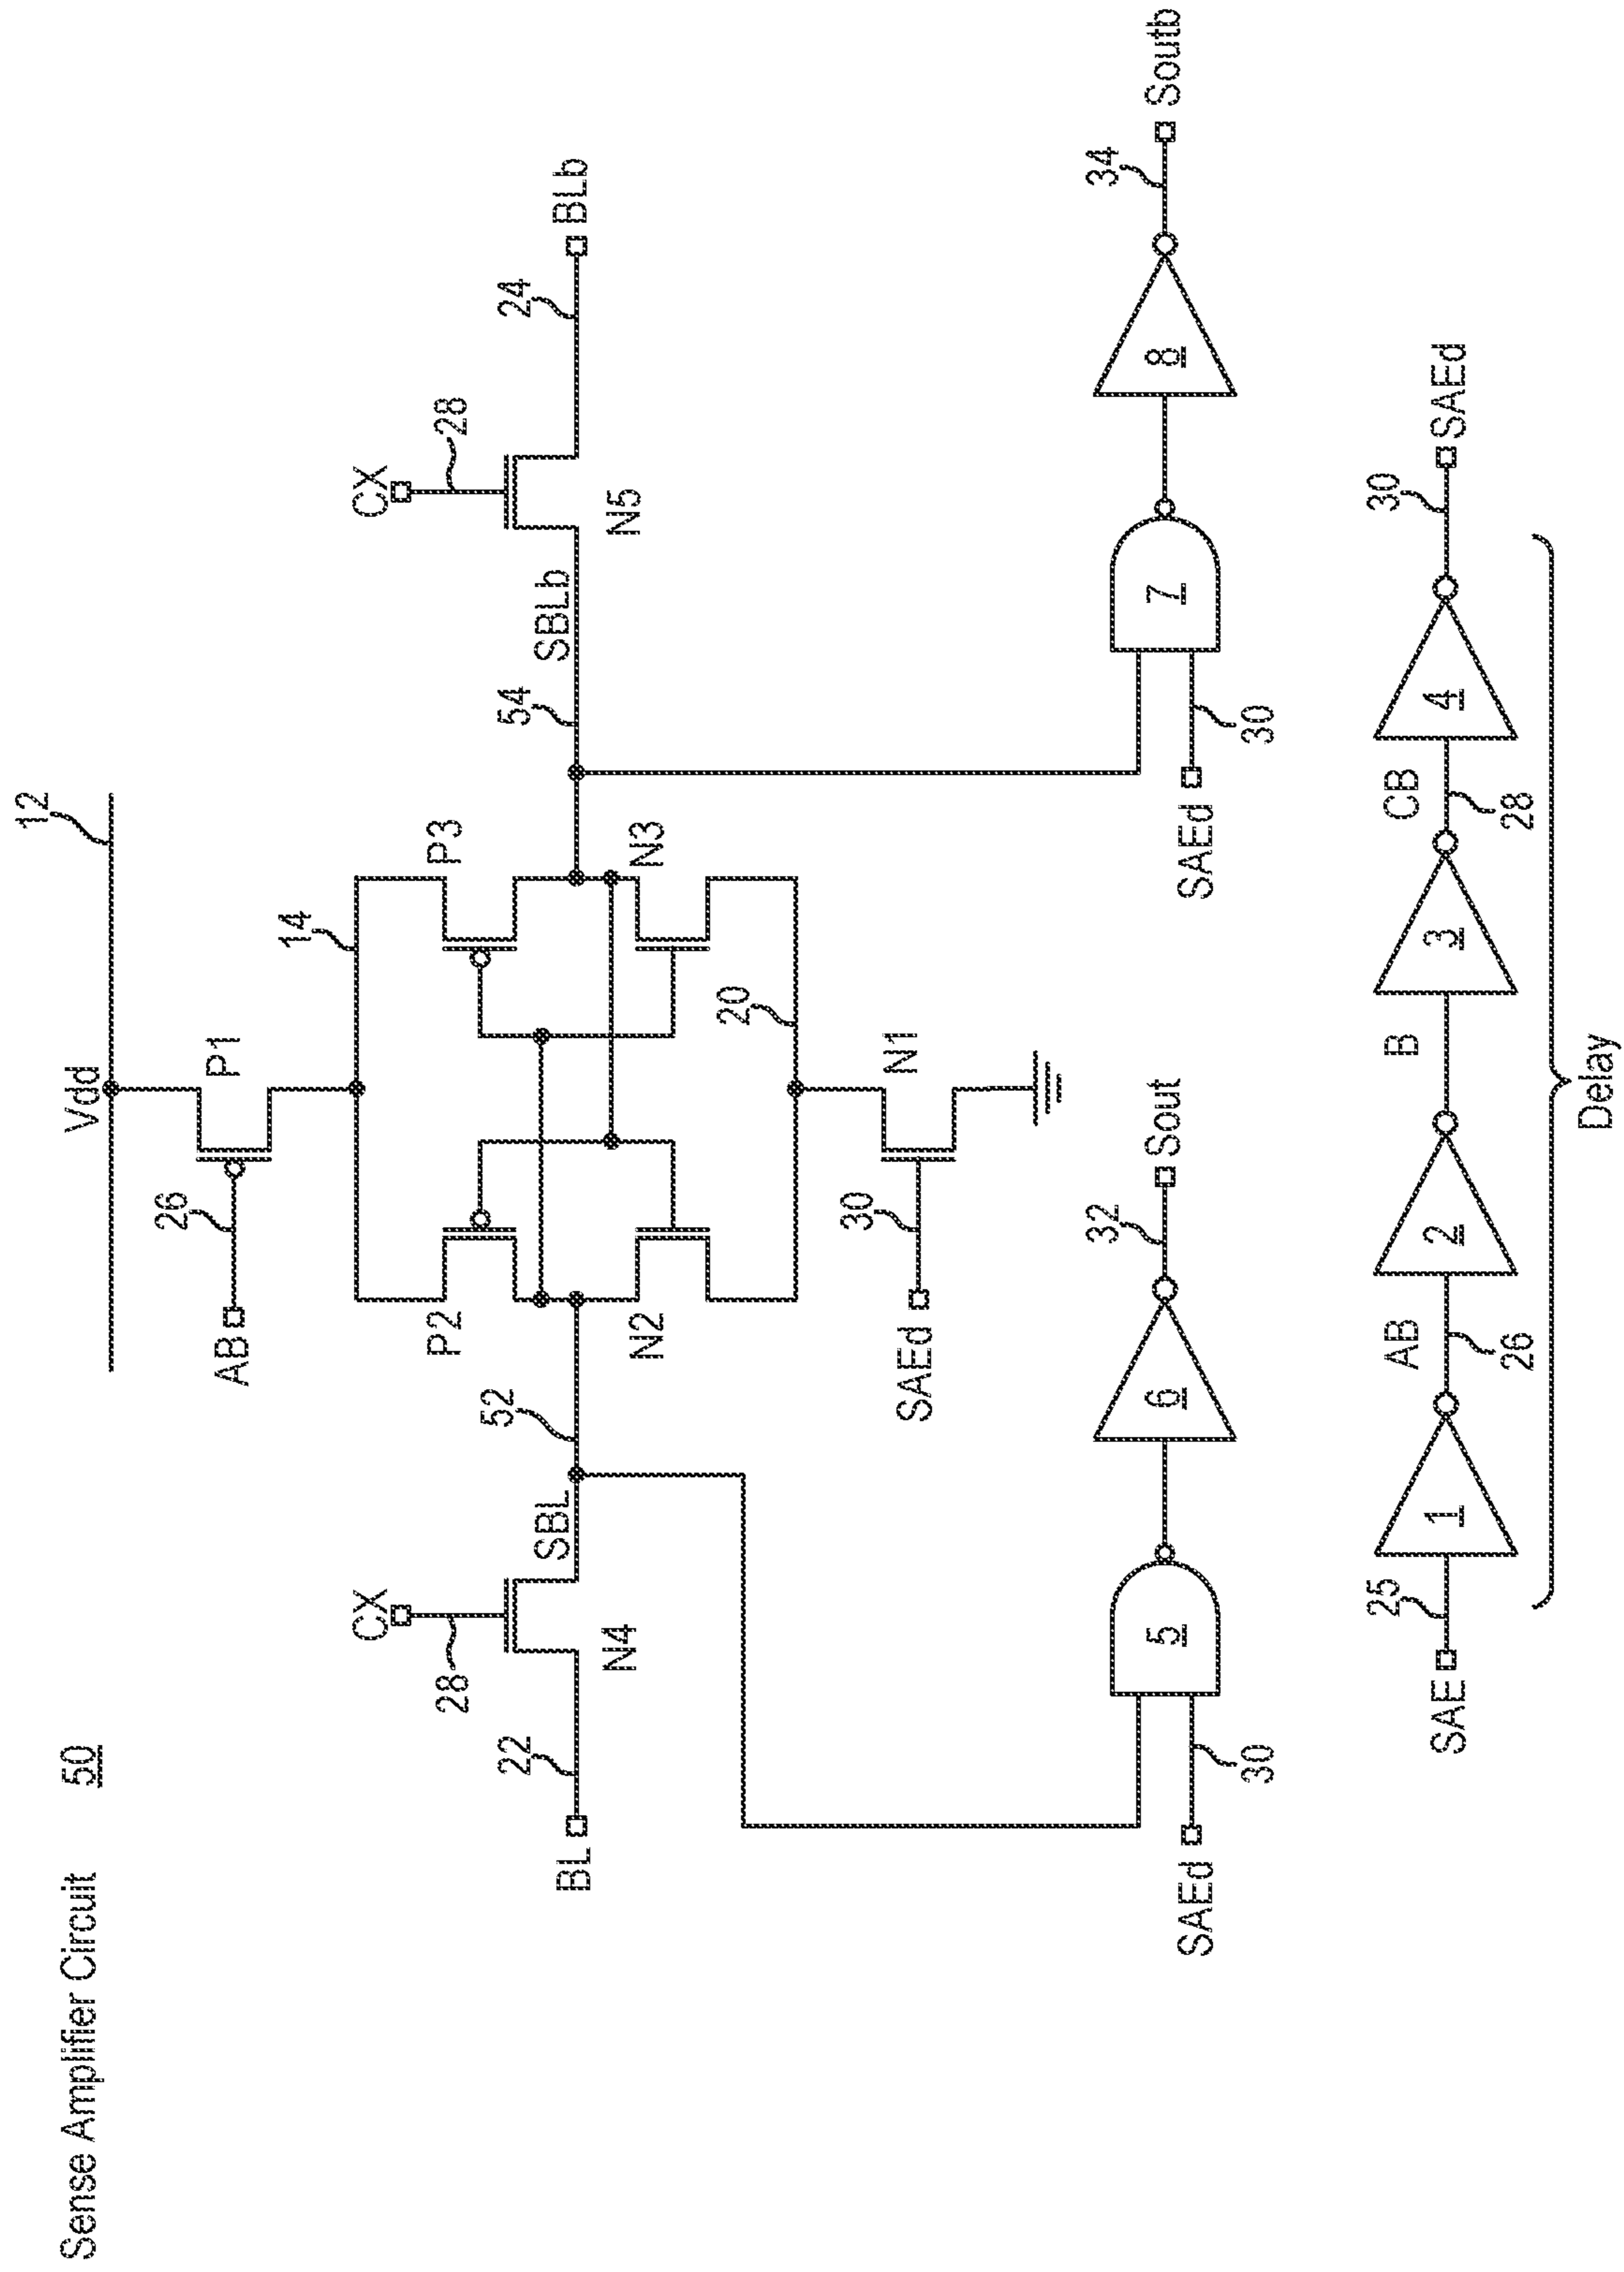 Sense Amplifier Circuit 50
12
Vdd
P1
26
AB
14
P2
P3
CX
28
N4
BL
22
SBL
52
N2
N3
54
SBLb
CX
28
N5
24
BLb
20
N1
30
SAEd
SAEd
30
5
6
32
Sout
SAEd
30
7
8
34
Soutb
SAE
25
1
AB
26
2
B
3
CB
28
4
30
SAEd
Delay